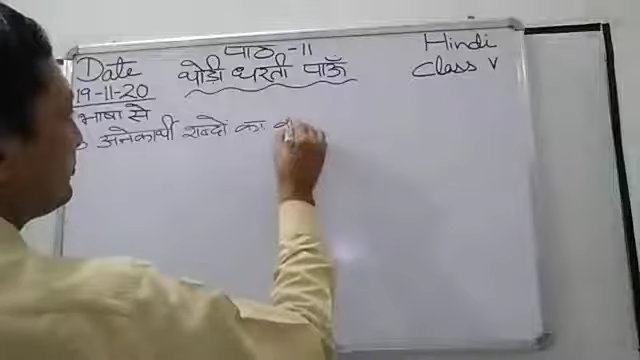 Date
19-11-20
पाठ -11
थोड़ी धरती पाऊँ
Hindi
Class V
भाषा से
अनेकार्थी शब्दों का